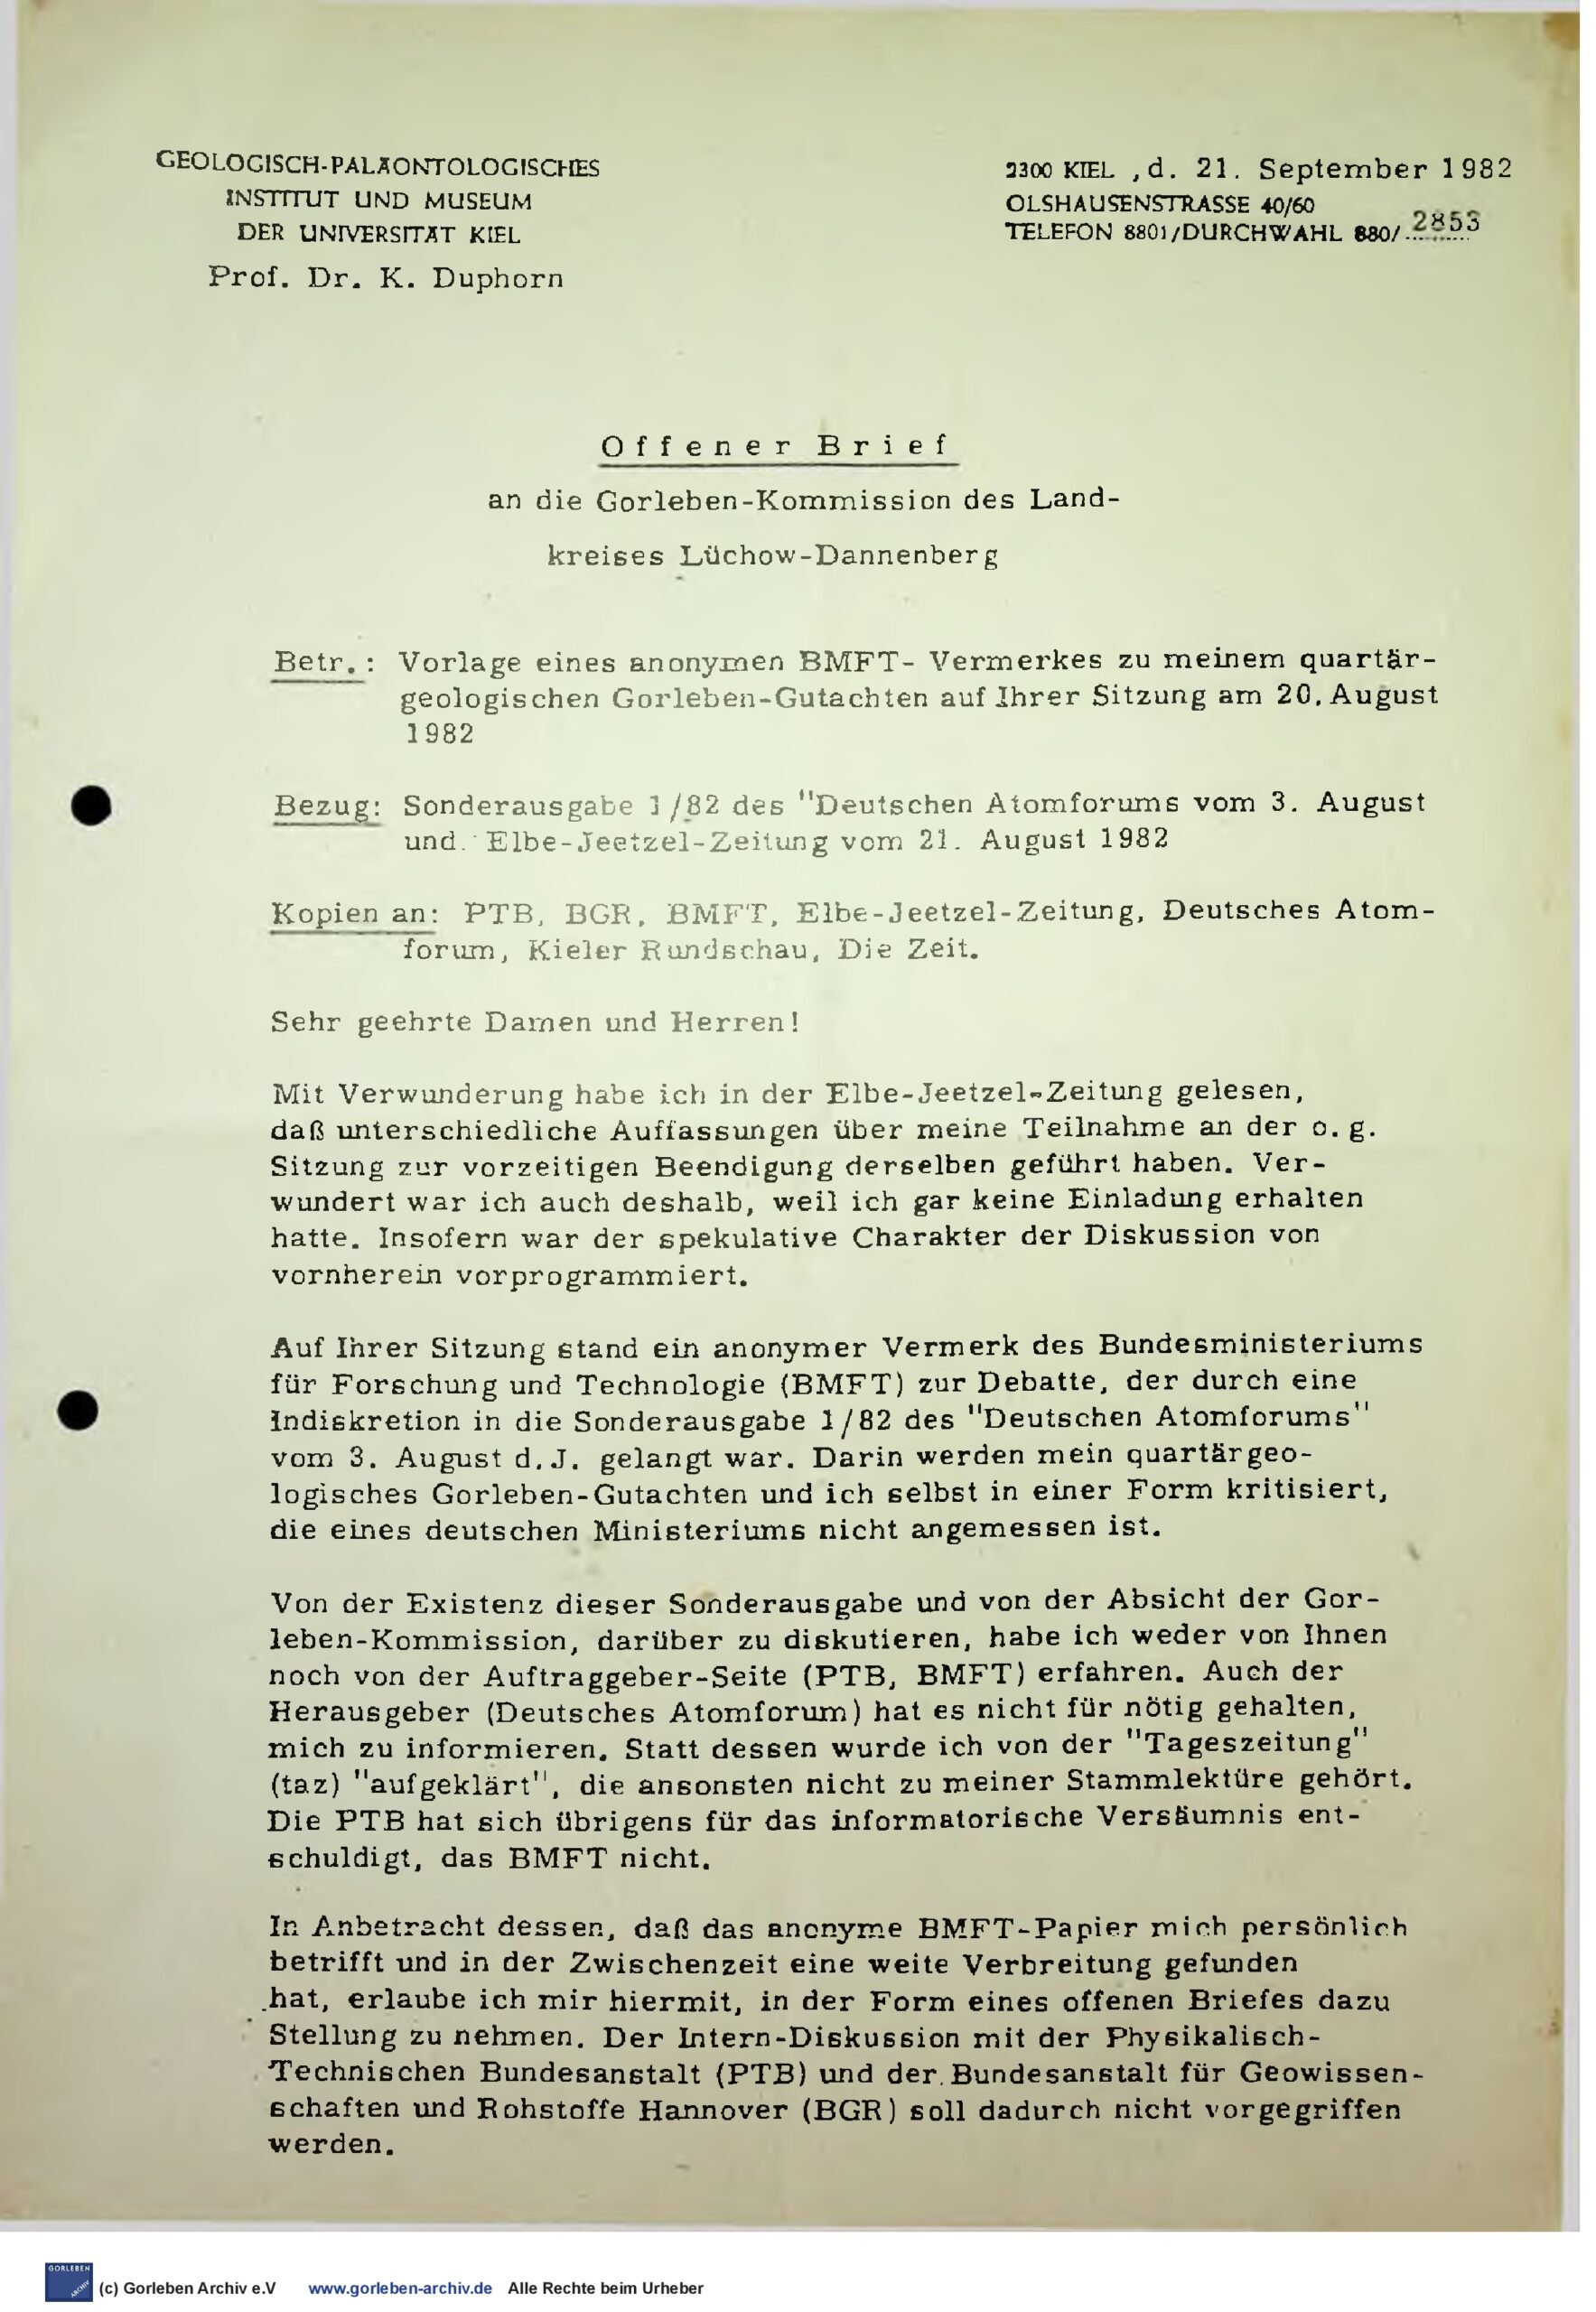 GEOLOGISCH-PALÄONTOLOGISCHES
INSTITUT UND MUSEUM
DER UNIVERSITÄT KIEL
Prof. Dr. K. Duphorn
2300 KIEL , d. 21. September 1982
OLSHAUSENSTRASSE 40/60
TELEFON 8801/DURCHWAHL 880/ 2853
Offener Brief
an die Gorleben-Kommission des Land-
kreises Lüchow-Dannenberg
Betr.: Vorlage eines anonymen BMFT- Vermerkes zu meinem quartär-
geologischen Gorleben-Gutachten auf Ihrer Sitzung am 20. August
1982
Bezug: Sonderausgabe 1/82 des "Deutschen Atomforums vom 3. August
und. Elbe-Jeetzel-Zeitung vom 21. August 1982
Kopien an: PTB, BGR, BMFT, Elbe-Jeetzel-Zeitung, Deutsches Atom-
forum, Kieler Rundschau, Die Zeit.
Sehr geehrte Damen und Herren!
Mit Verwunderung habe ich in der Elbe-Jeetzel-Zeitung gelesen,
daß unterschiedliche Auffassungen über meine Teilnahme an der o. g.
Sitzung zur vorzeitigen Beendigung derselben geführt haben. Ver-
wundert war ich auch deshalb, weil ich gar keine Einladung erhalten
hatte. Insofern war der spekulative Charakter der Diskussion von
vornherein vorprogrammiert.
Auf Ihrer Sitzung stand ein anonymer Vermerk des Bundesministeriums
für Forschung und Technologie (BMFT) zur Debatte, der durch eine
Indiskretion in die Sonderausgabe 1/82 des "Deutschen Atomforums"
vom 3. August d. J. gelangt war. Darin werden mein quartärgeo-
logisches Gorleben-Gutachten und ich selbst in einer Form kritisiert,
die eines deutschen Ministeriums nicht angemessen ist.
Von der Existenz dieser Sonderausgabe und von der Absicht der Gor-
leben-Kommission, darüber zu diskutieren, habe ich weder von Ihnen
noch von der Auftraggeber-Seite (PTB, BMFT) erfahren. Auch der
Herausgeber (Deutsches Atomforum) hat es nicht für nötig gehalten,
mich zu informieren. Statt dessen wurde ich von der "Tageszeitung"
(taz) "aufgeklärt", die ansonsten nicht zu meiner Stammlektüre gehört.
Die PTB hat sich übrigens für das informatorische Versäumnis ent-
schuldigt, das BMFT nicht.
In Anbetracht dessen, daß das anonyme BMFT-Papier mich persönlich
betrifft und in der Zwischenzeit eine weite Verbreitung gefunden
hat, erlaube ich mir hiermit, in der Form eines offenen Briefes dazu
Stellung zu nehmen. Der Intern-Diskussion mit der Physikalisch-
Technischen Bundesanstalt (PTB) und der Bundesanstalt für Geowissen-
schaften und Rohstoffe Hannover (BGR) soll dadurch nicht vorgegriffen
werden.
GORLEBEN
ARCHIV
(c) Gorleben Archiv e.V www.gorleben-archiv.de Alle Rechte beim Urheber